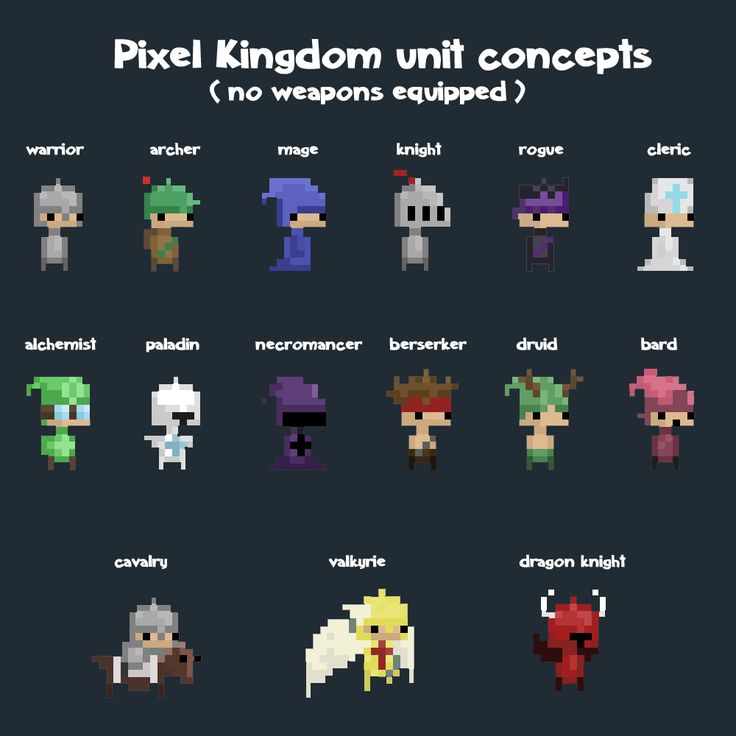 Pixel Kingdom unit concepts
( no weapons equipped )
warrior archer mage knight rogue cleric
alchemist paladin necromancer berserker druid bard
cavalry valkyrie dragon knight